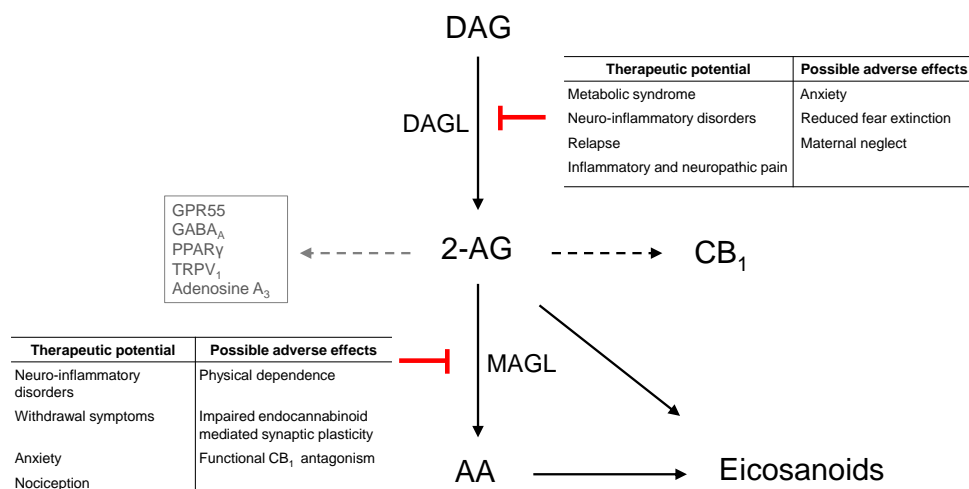 DAG
Therapeutic potential Possible adverse effects
Metabolic syndrome Anxiety
DAGL Neuro-inflammatory disorders Reduced fear extinction
Relapse Maternal neglect
Inflammatory and neuropathic pain
GPR55
GABA_A
PPARγ
TRPV₁
Adenosine A₃
2-AG
CB₁
Therapeutic potential Possible adverse effects
Neuro-inflammatory Physical dependence
disorders
Withdrawal symptoms Impaired endocannabinoid
mediated synaptic plasticity
Anxiety Functional CB₁ antagonism
Nociception
MAGL
AA
Eicosanoids